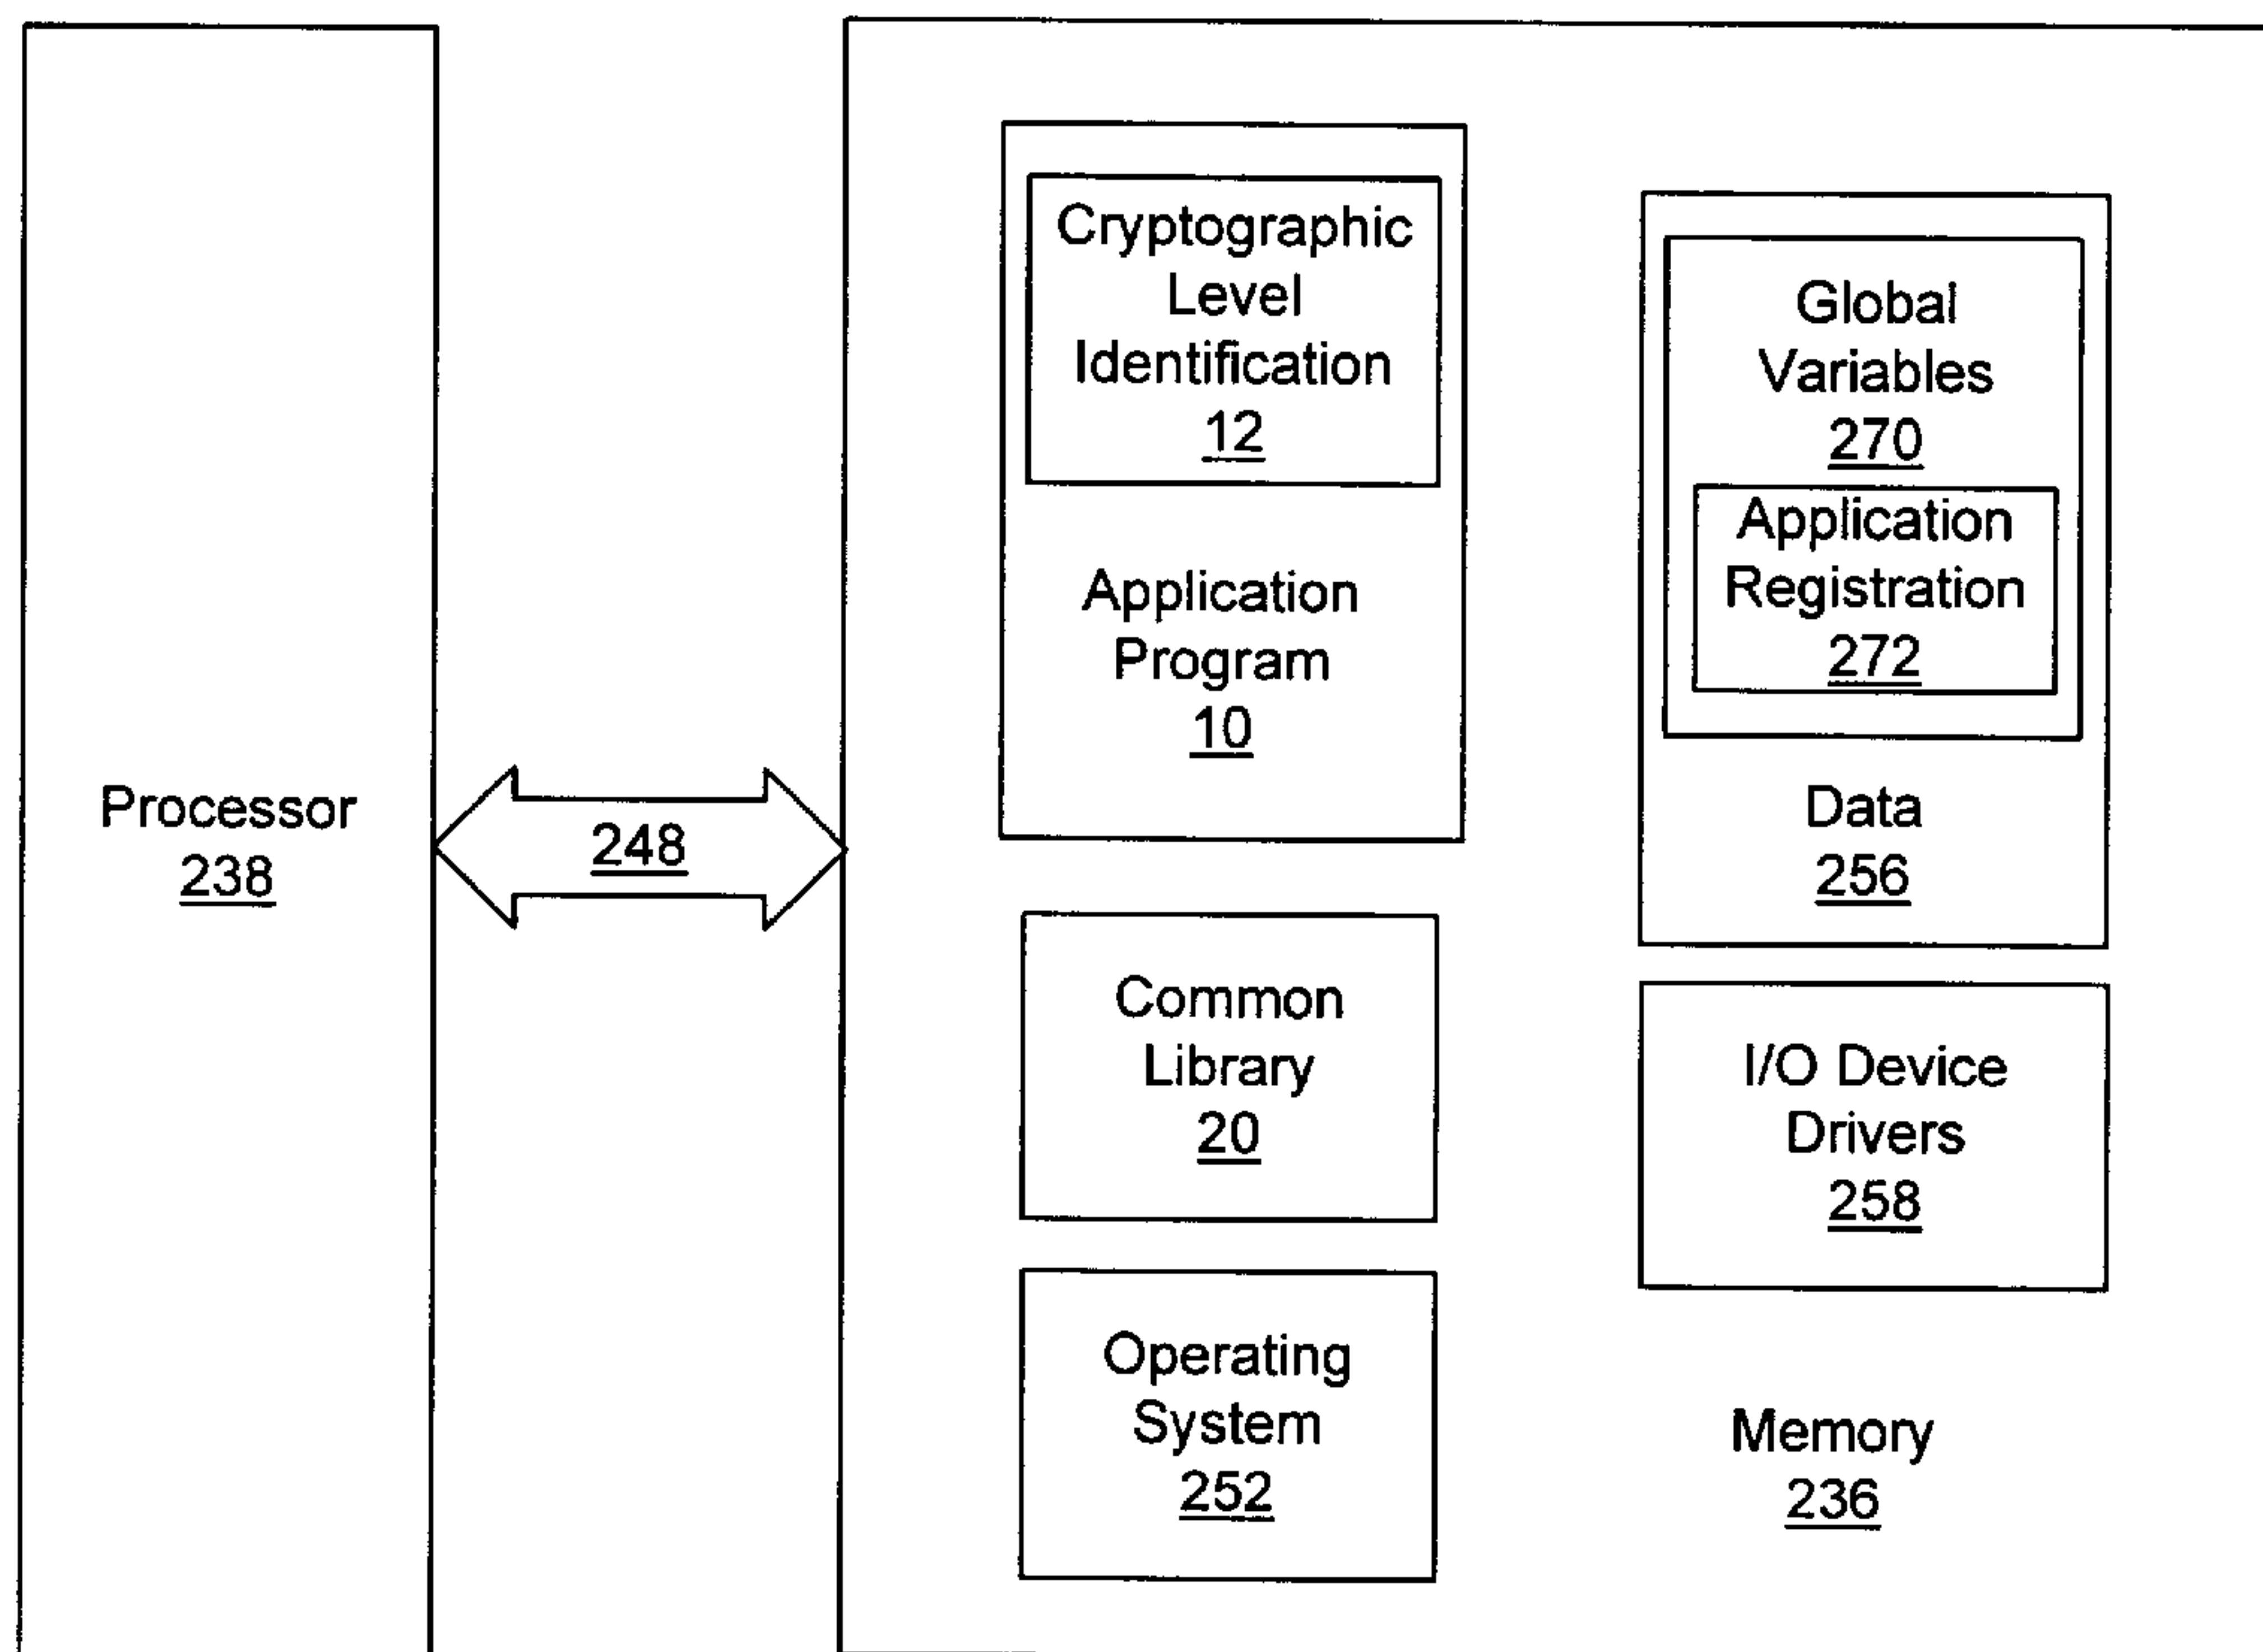 Processor
238
248
Cryptographic
Level
Identification
12
Application
Program
10
Common
Library
20
Operating
System
252
Global
Variables
270
Application
Registration
272
Data
256
I/O Device
Drivers
258
Memory
236